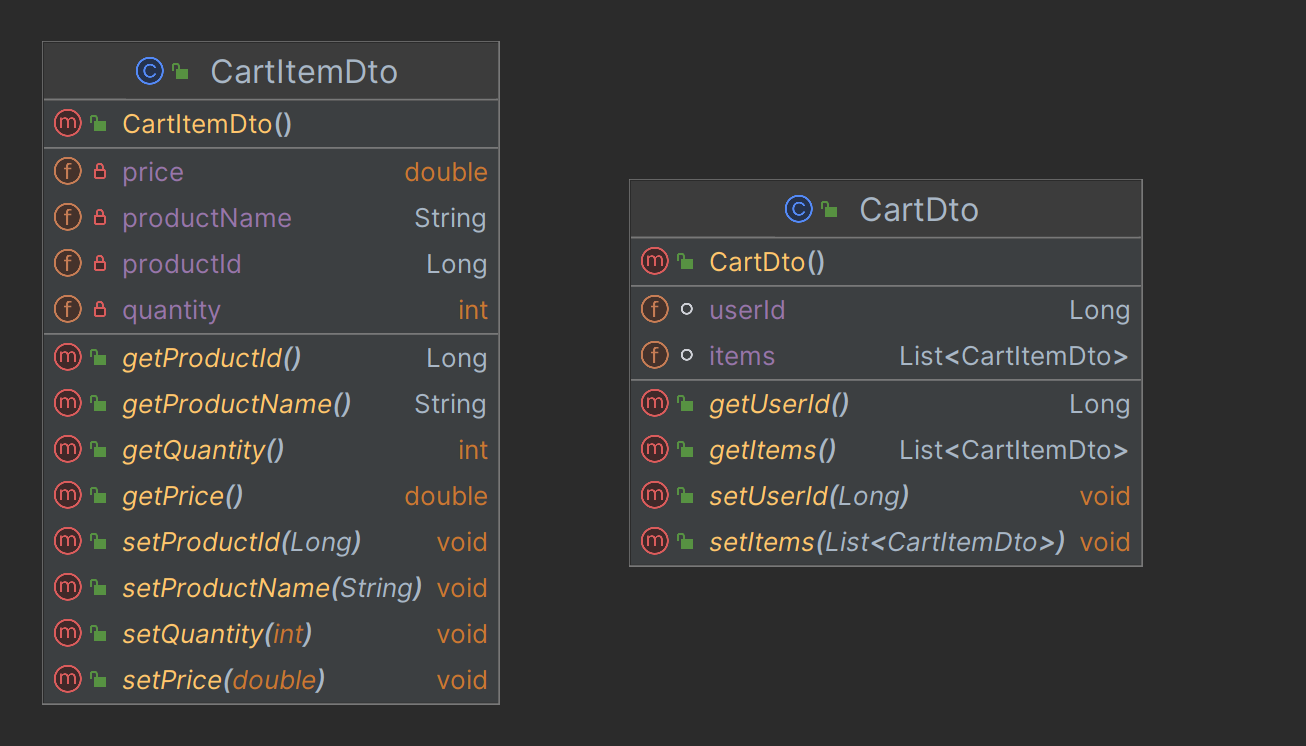 CartItemDto
CartItemDto()
price double
productName String
productId Long
quantity int
getProductId() Long
getProductName() String
getQuantity() int
getPrice() double
setProductId(Long) void
setProductName(String) void
setQuantity(int) void
setPrice(double) void
CartDto
CartDto()
userId Long
items List<CartItemDto>
getUserId() Long
getItems() List<CartItemDto>
setUserId(Long) void
setItems(List<CartItemDto>) void